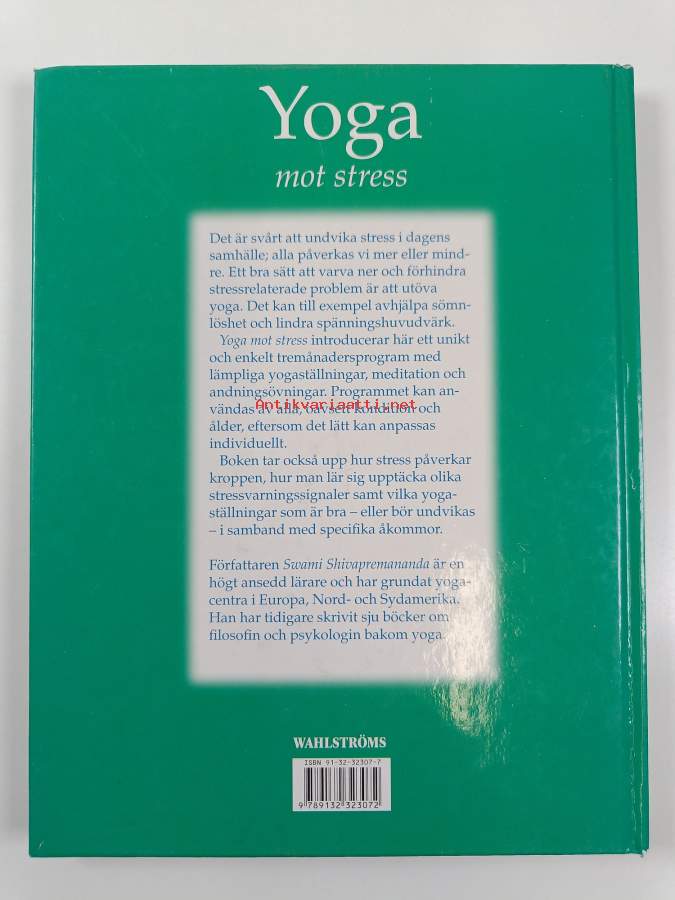 Yoga
mot stress
Det är svårt att undvika stress i dagens
samhälle; alla påverkas vi mer eller mind-
re. Ett bra sätt att varva ner och förhindra
stressrelaterade problem är att utöva
yoga. Det kan till exempel avhjälpa sömn-
löshet och lindra spänningshuvudvärk.
Yoga mot stress introducerar här ett unikt
och enkelt tremånadersprogram med
lämpliga yogaställningar, meditation och
andningsövningar. Programmet kan an-
Antikvariaatti.net
vändas av alla, oavsett kondition och
ålder, eftersom det lätt kan anpassas
individuellt.
Boken tar också upp hur stress påverkar
kroppen, hur man lär sig upptäcka olika
stressvarningssignaler samt vilka yoga-
ställningar som är bra – eller bör undvikas
– i samband med specifika åkommor.
Författaren Swami Shivapremananda är en
högt ansedd lärare och har grundat yoga-
centra i Europa, Nord- och Sydamerika.
Han har tidigare skrivit sju böcker om
filosofin och psykologin bakom yoga.
WAHLSTRÖMS
ISBN 91-32-32307-7
9 789132 323072